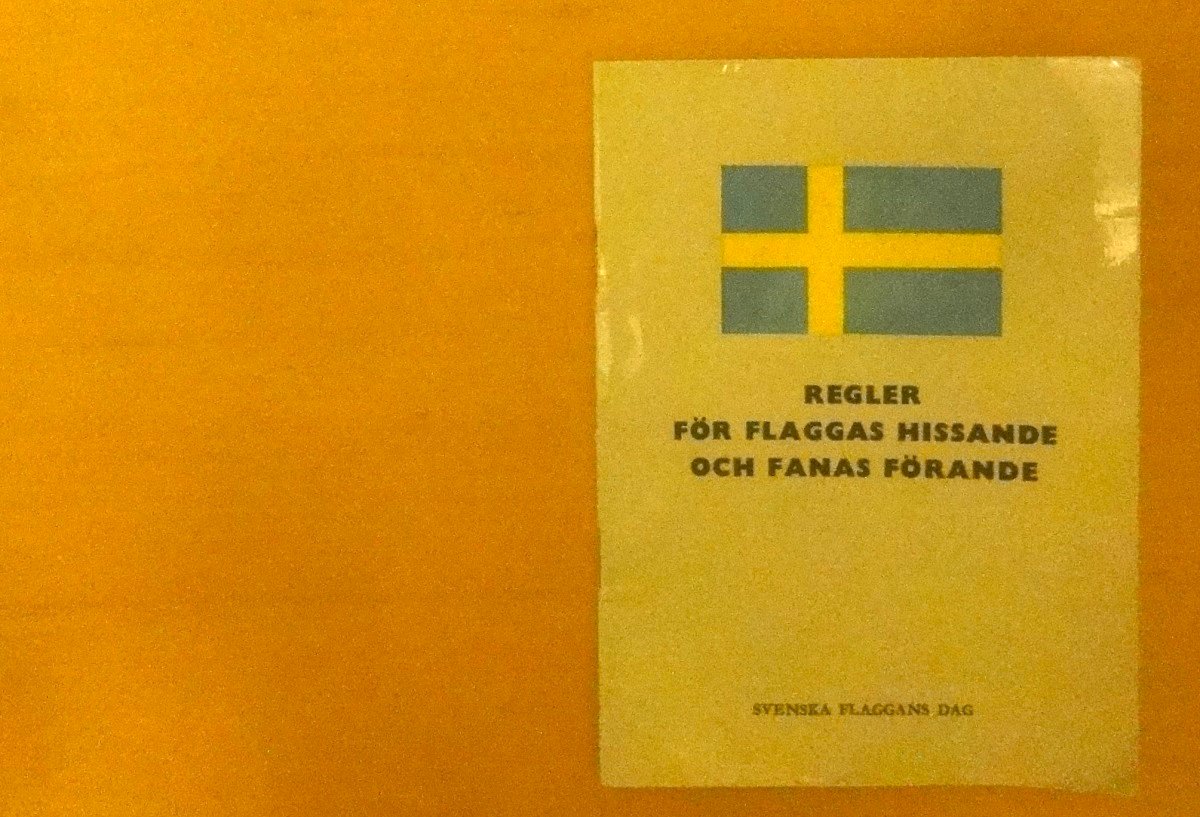 REGLER
FÖR FLAGGAS HISSANDE
OCH FANAS FÖRANDE
SVENSKA FLAGGANS DAG